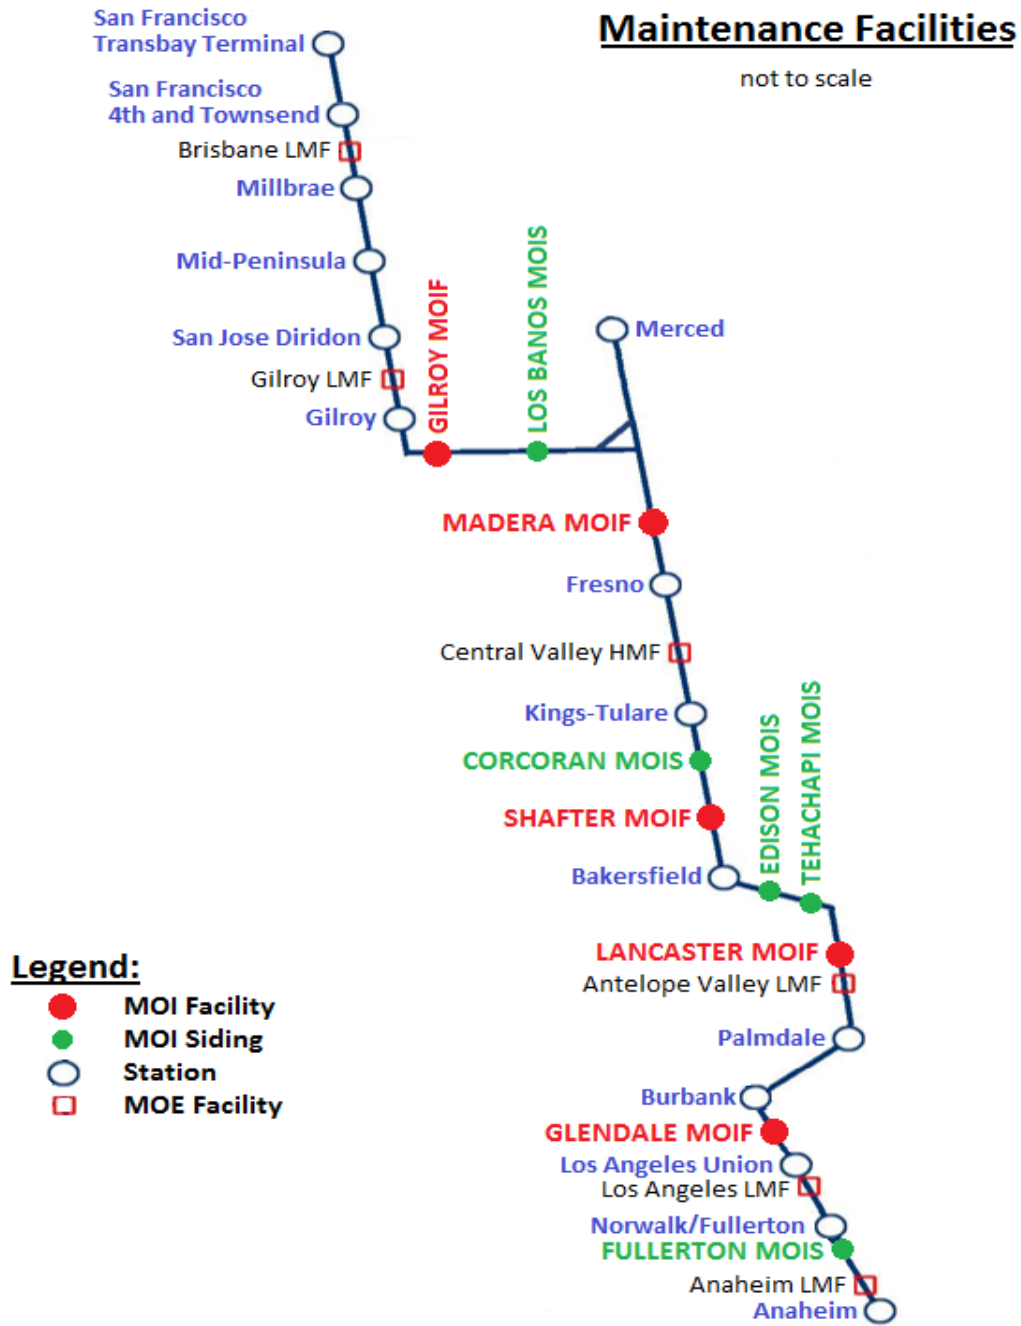 Maintenance Facilities
not to scale
San Francisco
Transbay Terminal
San Francisco
4th and Townsend
Brisbane LMF
Millbrae
Mid-Peninsula
San Jose Diridon
Gilroy LMF
Gilroy
GILROY MOIF
LOS BANOS MOIS
Merced
MADERA MOIF
Fresno
Central Valley HMF
Kings-Tulare
CORCORAN MOIS
SHAFTER MOIF
Bakersfield
EDISON MOIS
TEHACHAPI MOIS
LANCASTER MOIF
Antelope Valley LMF
Palmdale
Burbank
GLENDALE MOIF
Los Angeles Union
Los Angeles LMF
Norwalk/Fullerton
FULLERTON MOIS
Anaheim LMF
Anaheim
Legend:
MOI Facility
MOI Siding
Station
MOE Facility